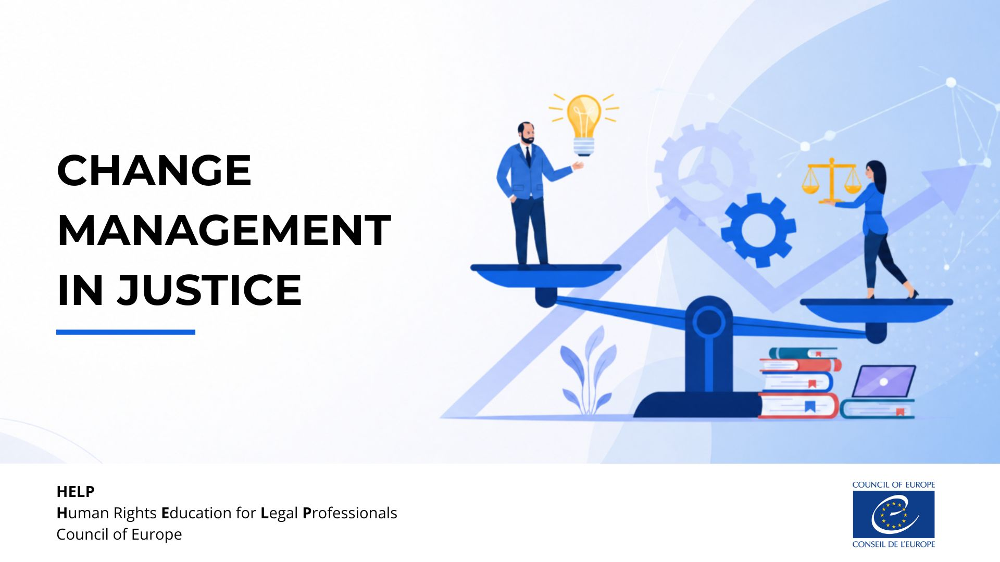 CHANGE
MANAGEMENT
IN JUSTICE
HELP
Human Rights Education for Legal Professionals
Council of Europe
COUNCIL OF EUROPE
CONSEIL DE L'EUROPE